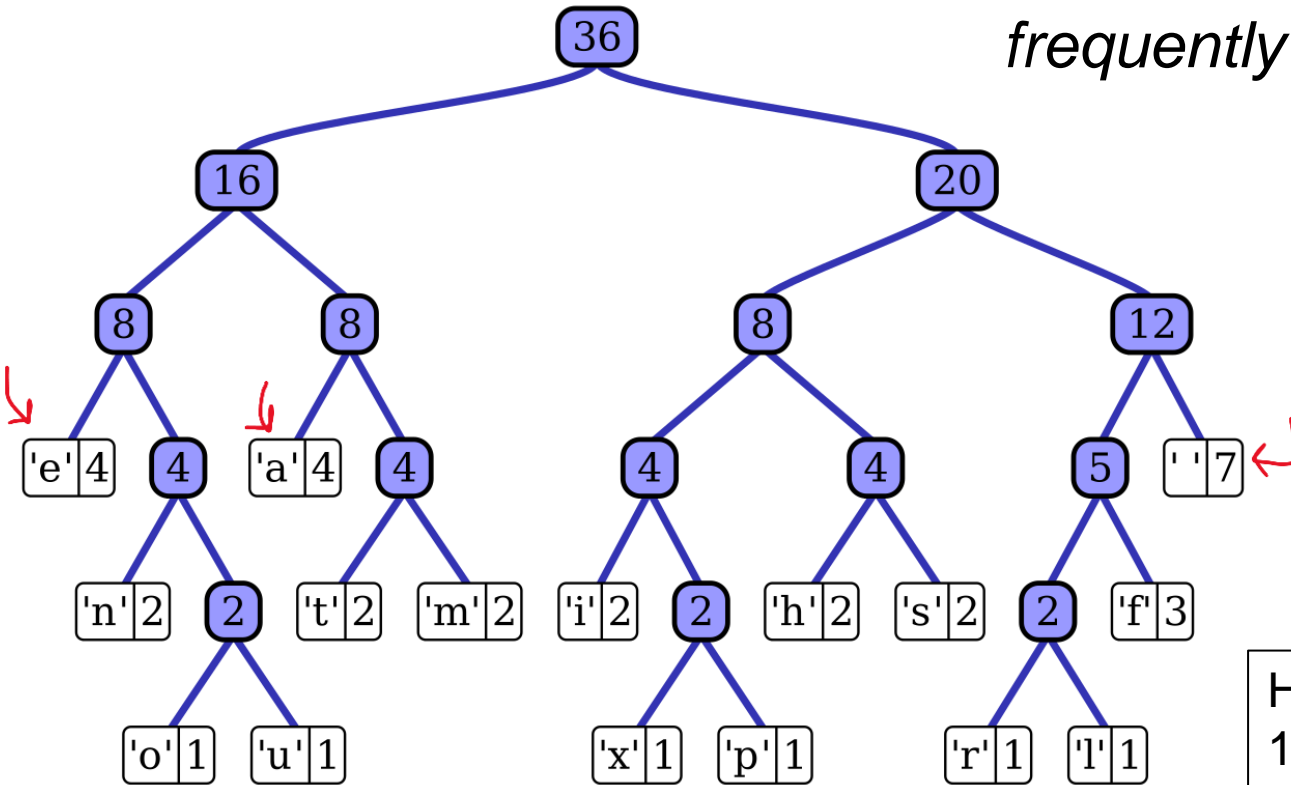 36
frequently
16 20
8 8 8 12
'e' 4 4 'a' 4 4 4 4 5 ' ' 7
'n' 2 2 't' 2 'm' 2 'i' 2 2 'h' 2 's' 2 2 'f' 3
H
1
'o' 1 'u' 1 'x' 1 'p' 1 'r' 1 'l' 1